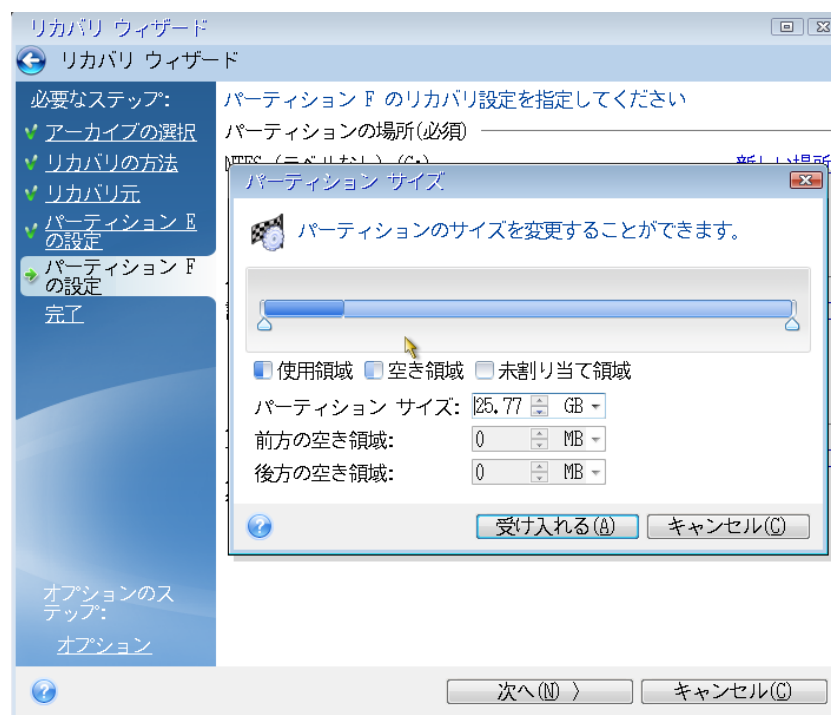 リカバリ ウィザード
リカバリ ウィザード
必要なステップ:
アーカイブの選択
リカバリの方法
リカバリ元
パーティション E
の設定
パーティション F
の設定
完了
オプションのス
テップ:
オプション
パーティション F のリカバリ設定を指定してください
パーティションの場所(必須)
パーティション サイズ
パーティションのサイズを変更することができます。
使用領域 空き領域 未割り当て領域
パーティション サイズ: 25.77 GB
前方の空き領域: 0 MB
後方の空き領域: 0 MB
受け入れる(A) キャンセル(C)
次へ(N) 〉 キャンセル(C)